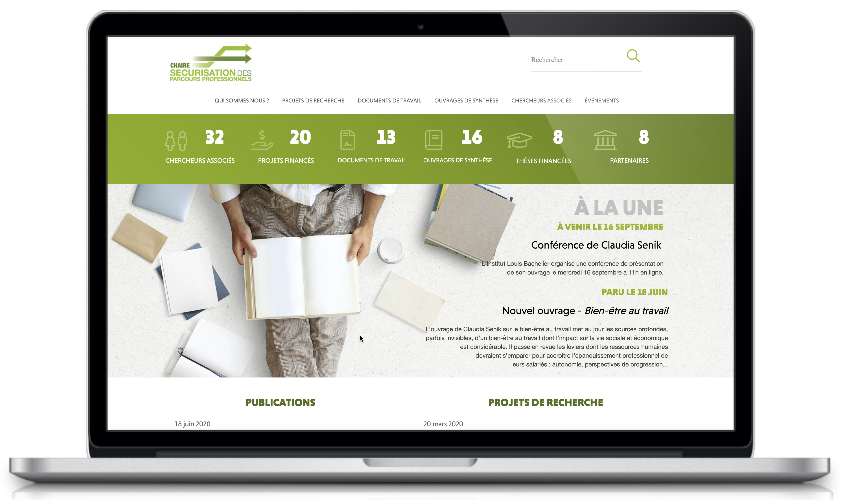 CHAIRE
SECURISATION DES
PARCOURS PROFESSIONNELS
Rechercher
QUI SOMMES NOUS ? PROJETS DE RECHERCHE DOCUMENTS DE TRAVAIL OUVRAGES DE SYNTHÈSE CHERCHEURS ASSOCIÉS ÉVÉNEMENTS
32 20 13 16 8 8
CHERCHEURS ASSOCIÉS PROJETS FINANCÉS DOCUMENTS DE TRAVAIL OUVRAGES DE SYNTHÈSE THÈSES FINANCÉES PARTENAIRES
À LA UNE
À VENIR LE 16 SEPTEMBRE
Conférence de Claudia Senik
L'Institut Louis Bachelier organise une conférence de présentation
de son ouvrage le mercredi 16 septembre à 11h en ligne.
PARU LE 18 JUIN
Nouvel ouvrage - Bien-être au travail
L'ouvrage de Claudia Senik sur le bien-être au travail met au jour les sources profondes,
parfois invisibles, d'un bien-être au travail dont l'impact sur la vie sociale et économique
est considérable. Il passe en revue les leviers dont les ressources humaines
devraient s'emparer pour accroître l'épanouissement professionnel de
leurs salariés : autonomie, perspectives de progression...
PUBLICATIONS PROJETS DE RECHERCHE
18 juin 2020 20 mars 2020